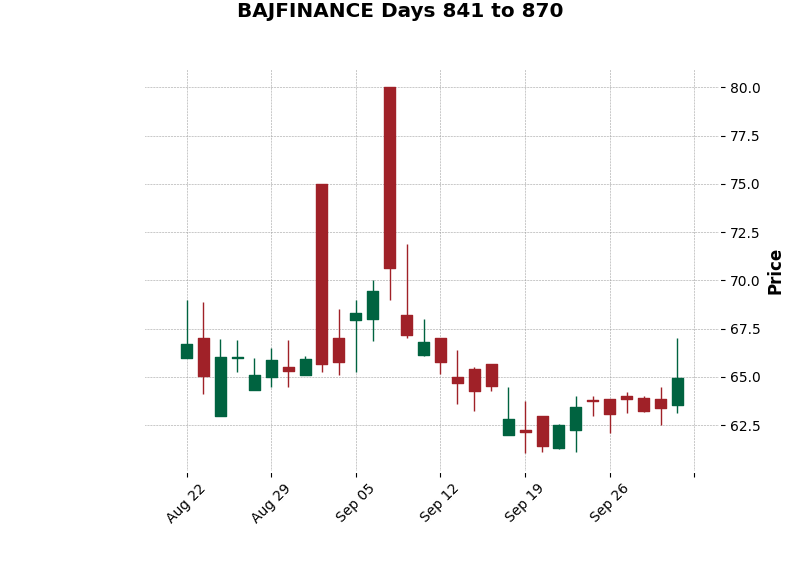 BAJFINANCE Days 841 to 870
80.0
77.5
75.0
72.5
70.0
67.5
65.0
62.5
Price
Aug 22
Aug 29
Sep 05
Sep 12
Sep 19
Sep 26